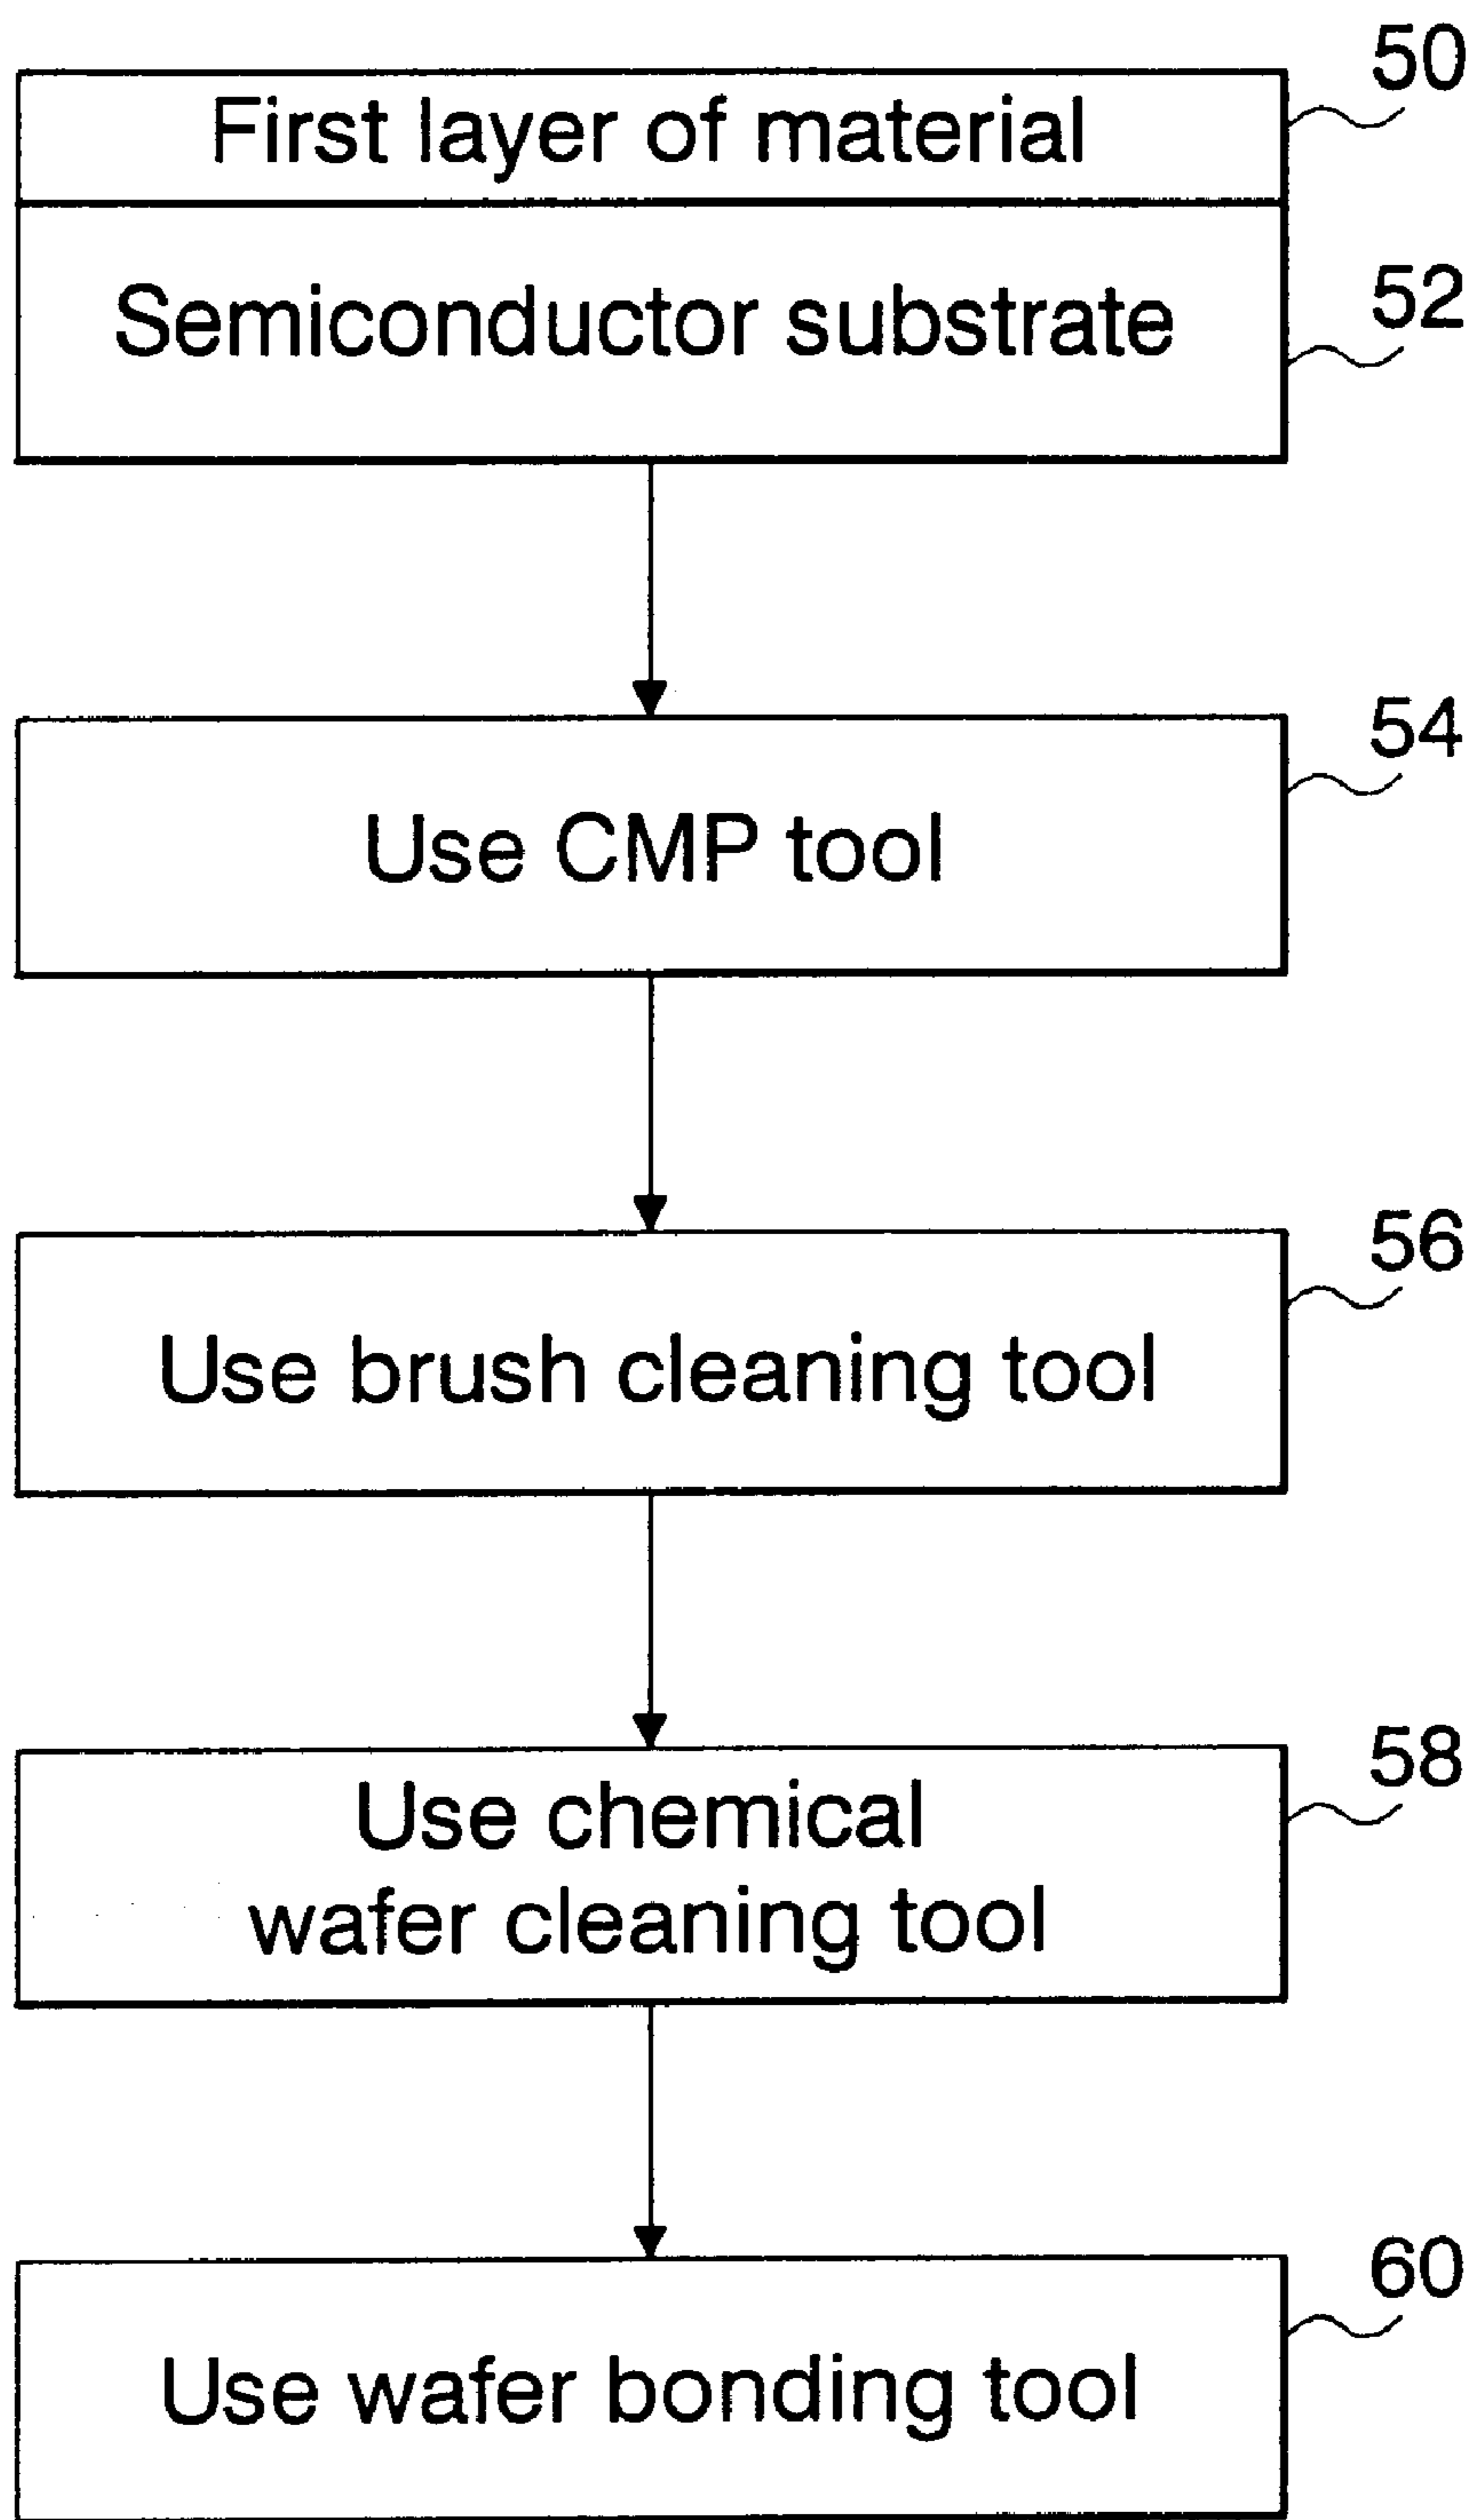 50
First layer of material
52
Semiconductor substrate
54
Use CMP tool
56
Use brush cleaning tool
58
Use chemical
wafer cleaning tool
60
Use wafer bonding tool